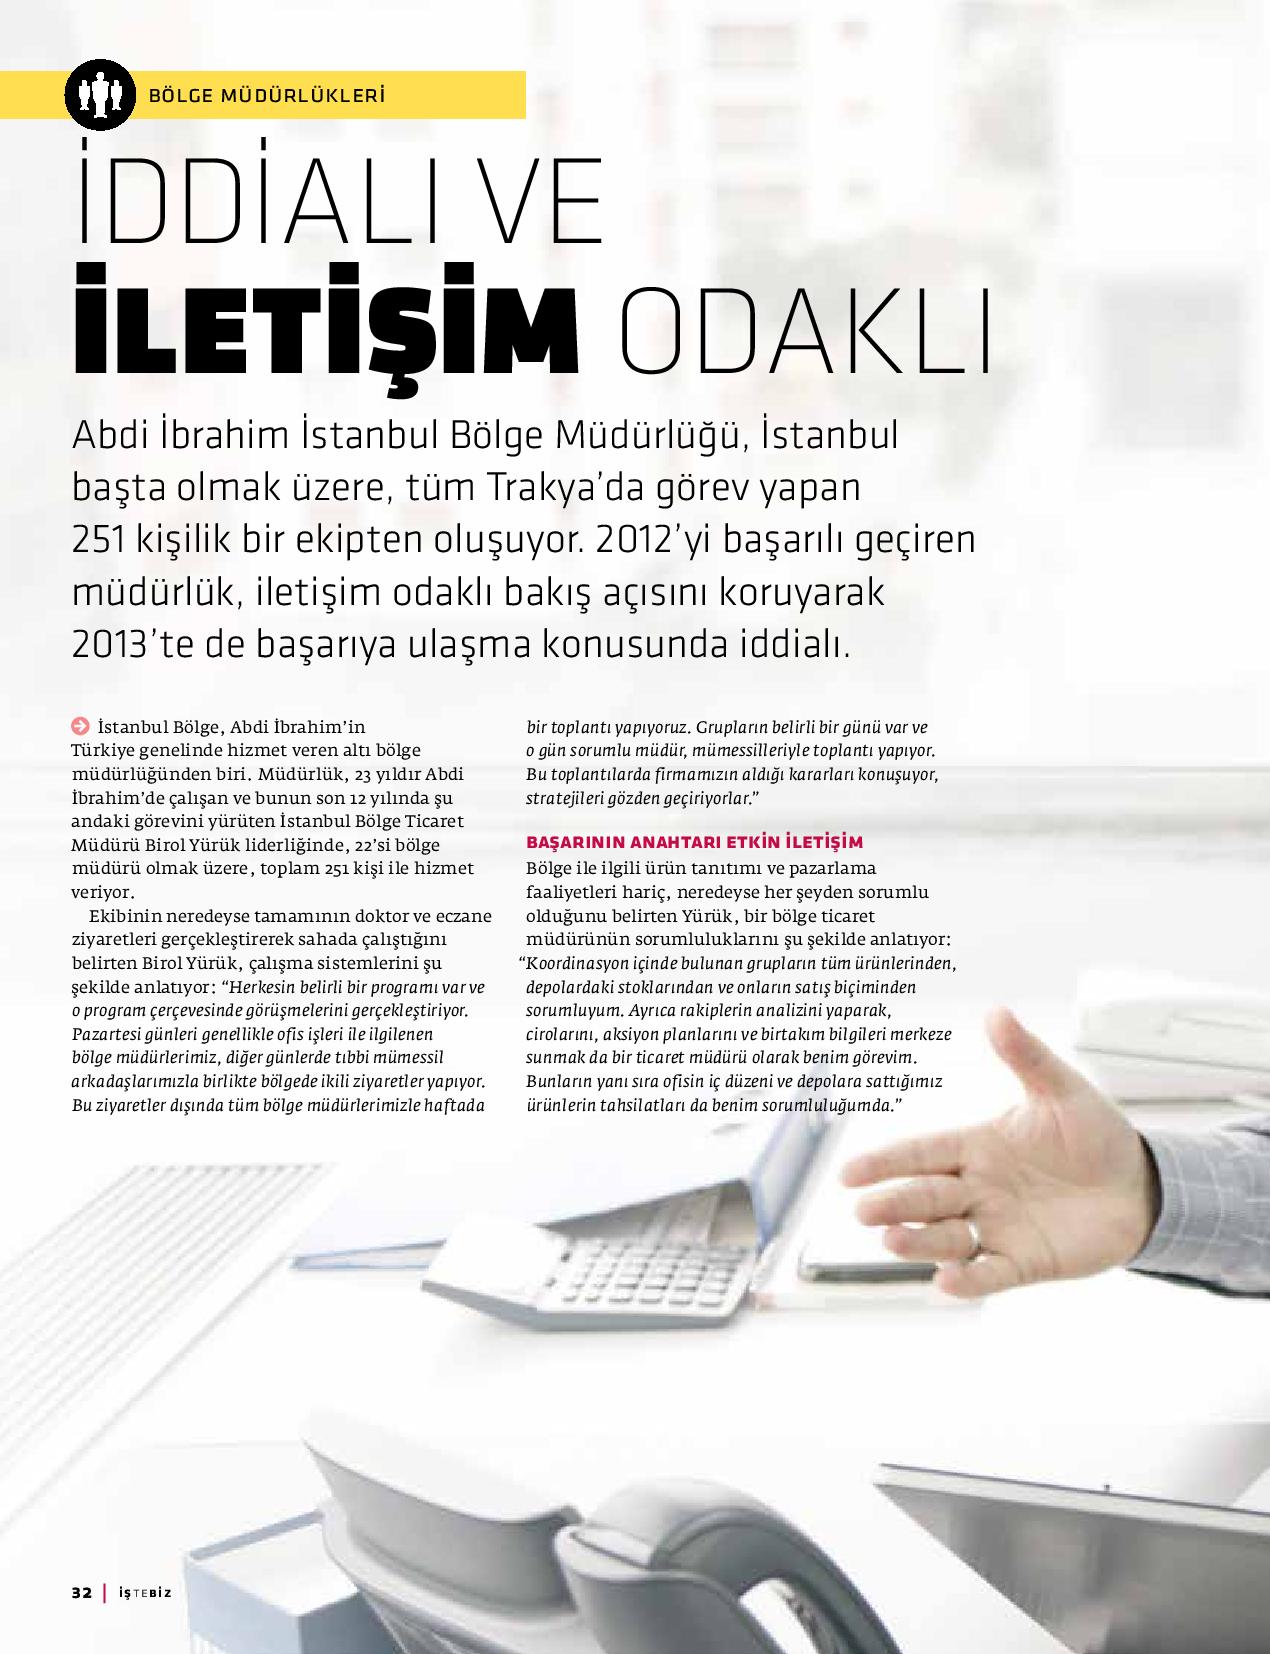 BÖLGE MÜDÜRLÜKLERİ
İDDİALI VE
İLETİŞİM ODAKLI
Abdi İbrahim İstanbul Bölge Müdürlüğü, İstanbul
başta olmak üzere, tüm Trakya’da görev yapan
251 kişilik bir ekipten oluşuyor. 2012’yi başarılı geçiren
müdürlük, iletişim odaklı bakış açısını koruyarak
2013’te de başarıya ulaşma konusunda iddialı.
İstanbul Bölge, Abdi İbrahim’in
Türkiye genelinde hizmet veren altı bölge
müdürlüğünden biri. Müdürlük, 23 yıldır Abdi
İbrahim’de çalışan ve bunun son 12 yılında şu
andaki görevini yürüten İstanbul Bölge Ticaret
Müdürü Birol Yürük liderliğinde, 22’si bölge
müdürü olmak üzere, toplam 251 kişi ile hizmet
veriyor.
Ekibinin neredeyse tamamının doktor ve eczane
ziyaretleri gerçekleştirerek sahada çalıştığını
belirten Birol Yürük, çalışma sistemlerini şu
şekilde anlatıyor: “Herkesin belirli bir programı var ve
o program çerçevesinde görüşmelerini gerçekleştiriyor.
Pazartesi günleri genellikle ofis işleri ile ilgilenen
bölge müdürlerimiz, diğer günlerde tıbbi mümessil
arkadaşlarımızla birlikte bölgede ikili ziyaretler yapıyor.
Bu ziyaretler dışında tüm bölge müdürlerimizle haftada
bir toplantı yapıyoruz. Grupların belirli bir günü var ve
o gün sorumlu müdür, mümessilleriyle toplantı yapıyor.
Bu toplantılarda firmamızın aldığı kararları konuşuyor,
stratejileri gözden geçiriyorlar.”
BAŞARININ ANAHTARI ETKİN İLETİŞİM
Bölge ile ilgili ürün tanıtımı ve pazarlama
faaliyetleri hariç, neredeyse her şeyden sorumlu
olduğunu belirten Yürük, bir bölge ticaret
müdürünün sorumluluklarını şu şekilde anlatıyor:
“Koordinasyon içinde bulunan grupların tüm ürünlerinden,
depolardaki stoklarından ve onların satış biçiminden
sorumluyum. Ayrıca rakiplerin analizini yaparak,
cirolarını, aksiyon planlarını ve birtakım bilgileri merkeze
sunmak da bir ticaret müdürü olarak benim görevim.
Bunların yanı sıra ofisin iç düzeni ve depolara sattığımız
ürünlerin tahsilatları da benim sorumluluğumda.”
32 | İŞTEBİZ